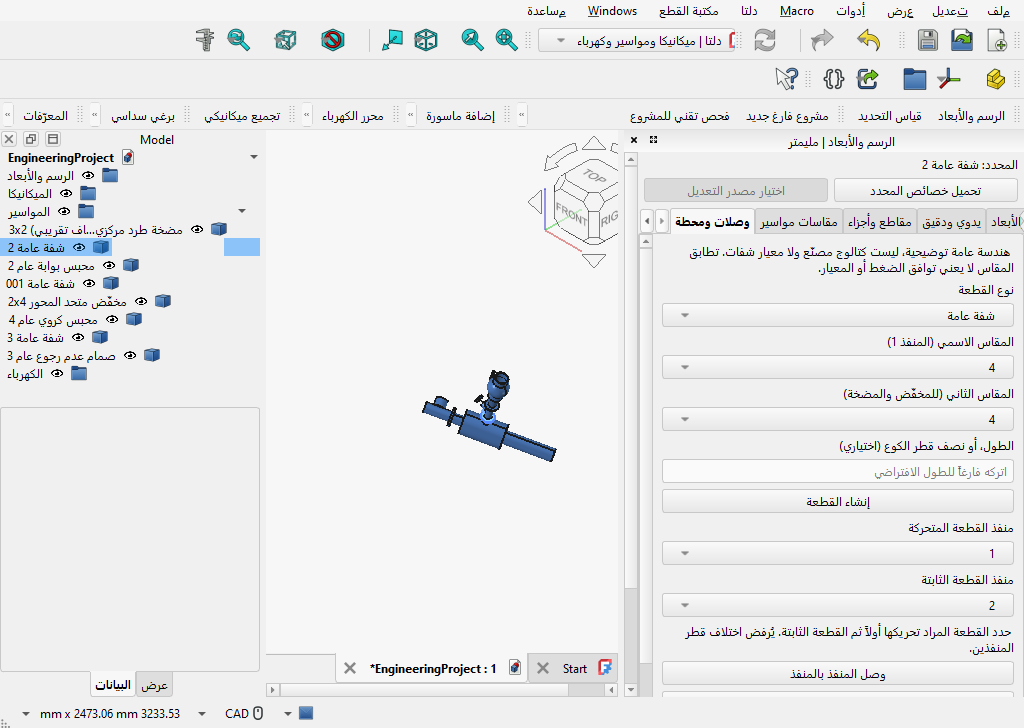 ملف تعديل عرض أدوات Macro دلتا مكتبة القطع Windows مساعدة
دلتا | ميكانيكا ومواسير وكهرباء
الرسم والأبعاد قياس التحديد مشروع فارغ جديد فحص تقني للمشروع
إضافة ماسورة
محرر الكهرباء
تجميع ميكانيكي
برغي سداسي
المعرّفات
الرسم والأبعاد | مليمتر
المحدد: شفة عامة 2
تحميل خصائص المحدد
اختيار مصدر التعديل
الأبعاد يدوي ودقيق مقاطع وأجزاء مقاسات مواسير وصلات ومحطة
هندسة عامة توضيحية، ليست كتالوج مصنّع ولا معيار شفات. تطابق
المقاس لا يعني توافق الضغط أو المعيار.
نوع القطعة
شفة عامة
المقاس الاسمي (المنفذ 1)
4
المقاس الثاني (للمخفّض والمضخة)
4
الطول، أو نصف قطر الكوع (اختياري)
اتركه فارغاً للطول الافتراضي
إنشاء القطعة
منفذ القطعة المتحركة
1
منفذ القطعة الثابتة
2
حدد القطعة المراد تحريكها أولاً ثم القطعة الثابتة. يُرفض اختلاف قطر
المنفذين.
وصل المنفذ بالمنفذ
TOP
FRONT
RIG
Start
*EngineeringProject : 1
Model
EngineeringProject
الرسم والأبعاد
الميكانيكا
المواسير
مضخة طرد مركزي...اف تقريبي) 3x2
شفة عامة 2
محبس بوابة عام 2
شفة عامة 001
مخفّض متحد المحور 2x4
محبس كروي عام 4
شفة عامة 3
صمام عدم رجوع عام 3
الكهرباء
عرض
البيانات
CAD
mm x 2473.06 mm 3233.53